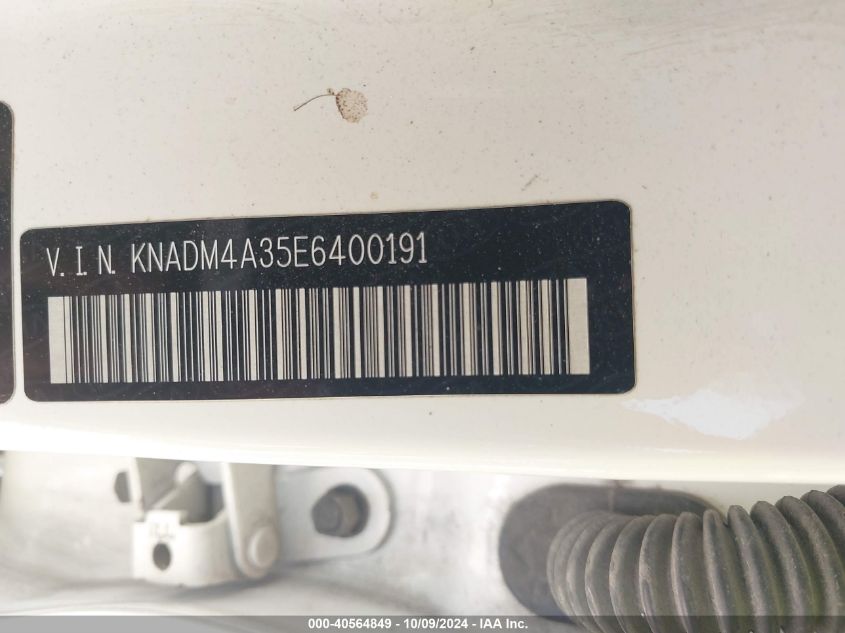 V. I. N. KNADM4A35E6400191
000-40564849 - 10/09/2024 - IAA Inc.